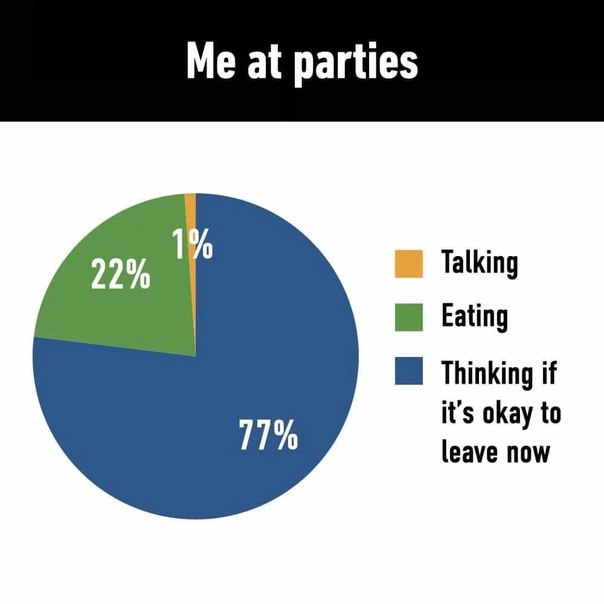 Me at parties
1%
22%
77%
Talking
Eating
Thinking if
it's okay to
leave now